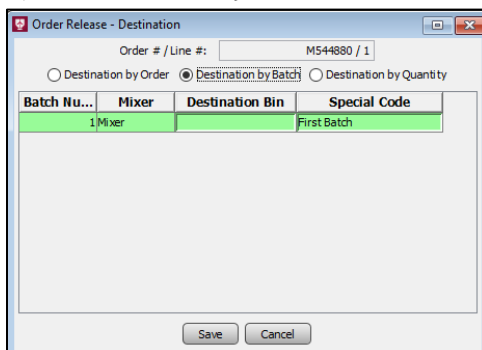 Order Release - Destination
Order # / Line #: M544880 / 1
Destination by Order Destination by Batch Destination by Quantity
Batch Nu... Mixer Destination Bin Special Code
1 Mixer First Batch
Save Cancel